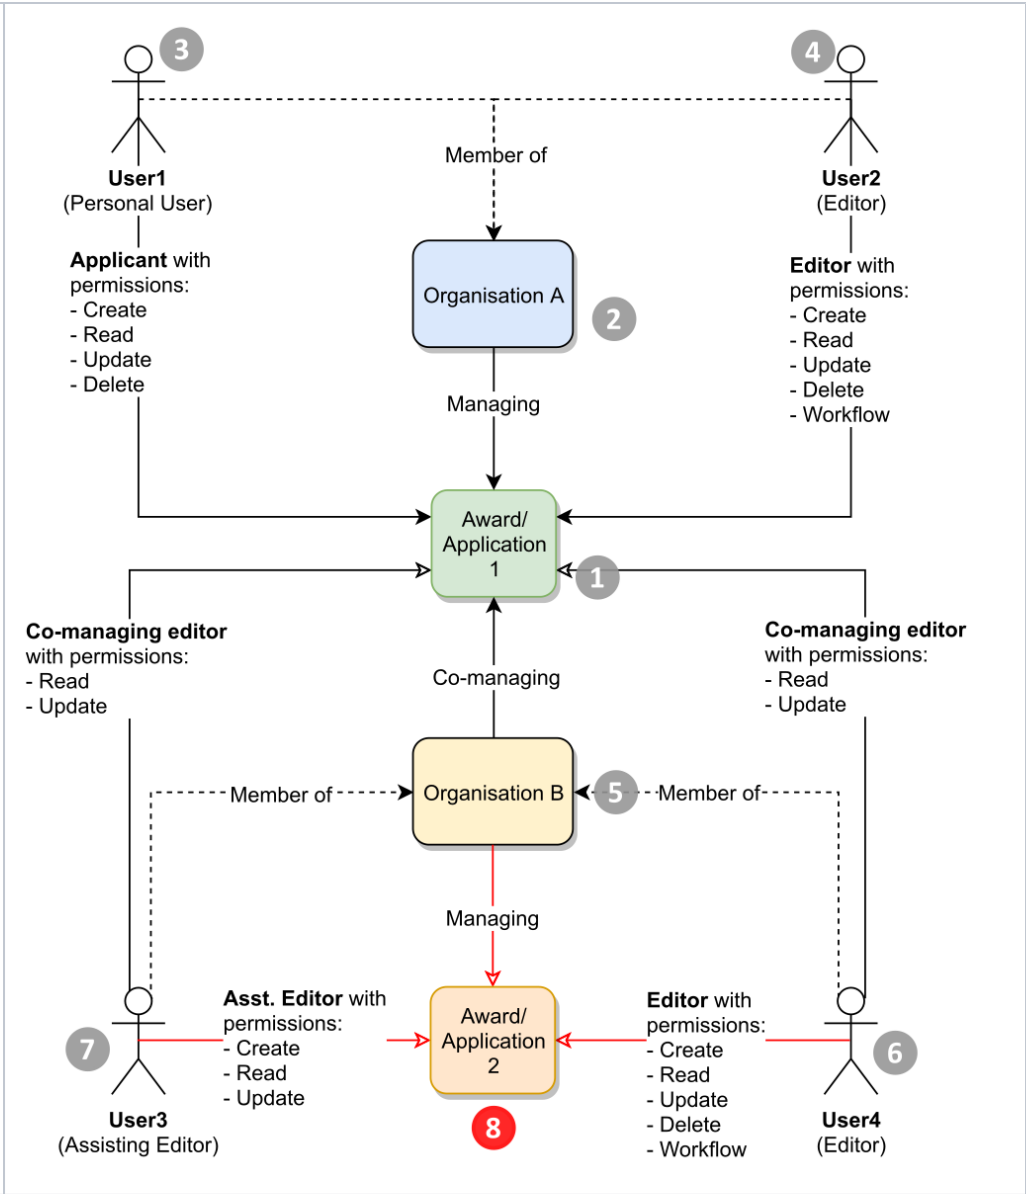 3
4
Member of
User1
(Personal User)
User2
(Editor)
Applicant with
permissions:
- Create
- Read
- Update
- Delete
Organisation A
2
Editor with
permissions:
- Create
- Read
- Update
- Delete
- Workflow
Managing
Award/
Application
1
1
Co-managing editor
with permissions:
- Read
- Update
Co-managing editor
with permissions:
- Read
- Update
Co-managing
Member of
Organisation B
5
Member of
Managing
Asst. Editor with
permissions:
- Create
- Read
- Update
Award/
Application
2
Editor with
permissions:
- Create
- Read
- Update
- Delete
- Workflow
7
6
User3
(Assisting Editor)
8
User4
(Editor)